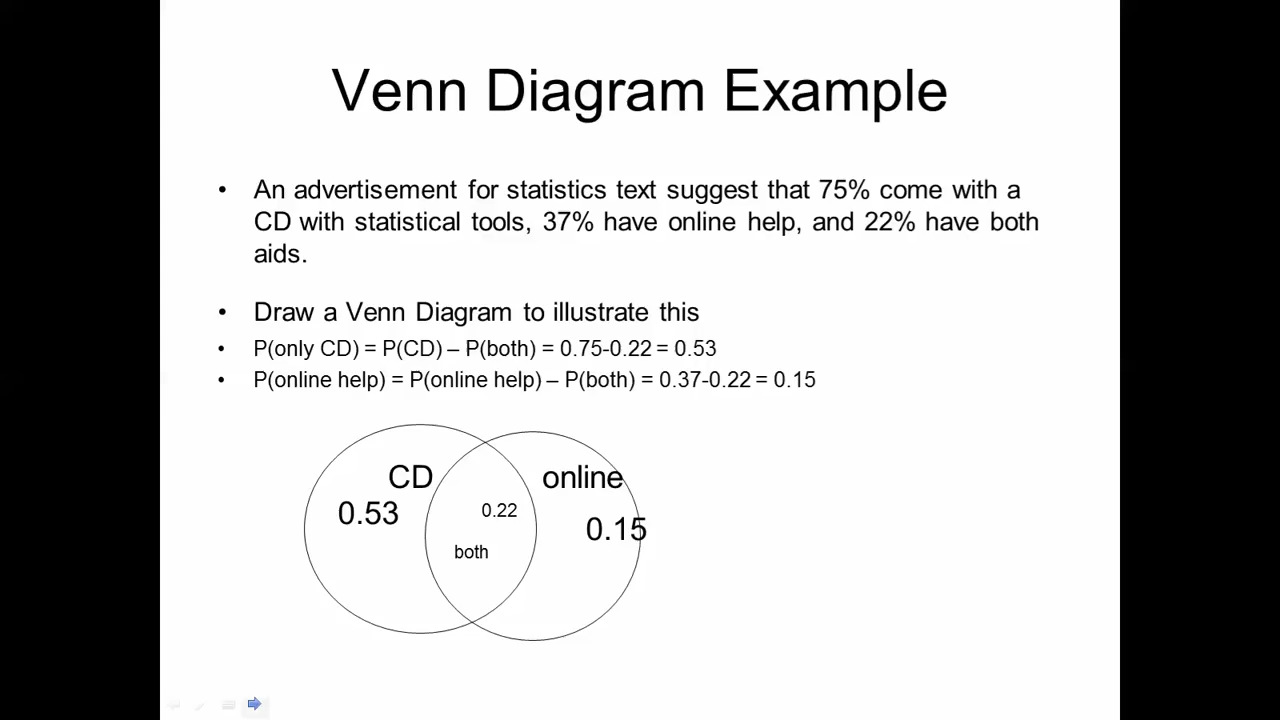 Venn Diagram Example
• An advertisement for statistics text suggest that 75% come with a
CD with statistical tools, 37% have online help, and 22% have both
aids.
• Draw a Venn Diagram to illustrate this
• P(only CD) = P(CD) – P(both) = 0.75-0.22 = 0.53
• P(online help) = P(online help) – P(both) = 0.37-0.22 = 0.15
CD
online
0.53
0.22
0.15
both